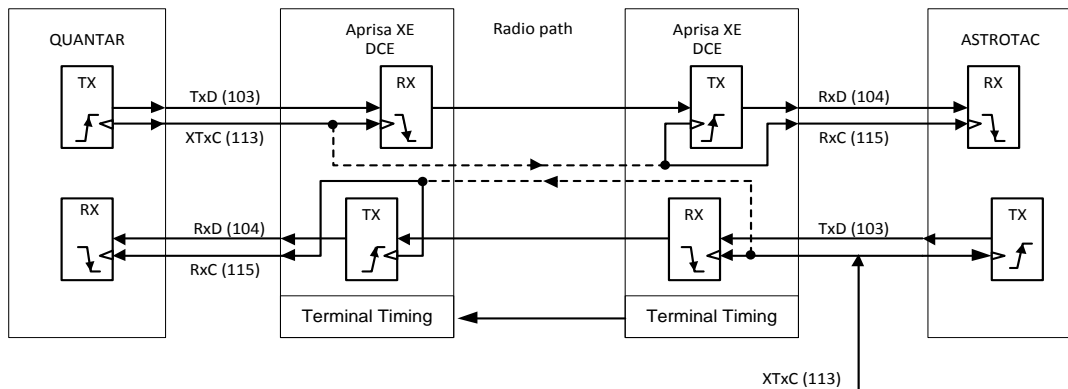 QUANTAR
Aprisa XE
DCE
Radio path
Aprisa XE
DCE
ASTROTAC
TX
TxD (103)
XTxC (113)
RX
TX
RxD (104)
RxC (115)
RX
RX
RxD (104)
RxC (115)
TX
RX
TxD (103)
TX
Terminal Timing
Terminal Timing
XTxC (113)